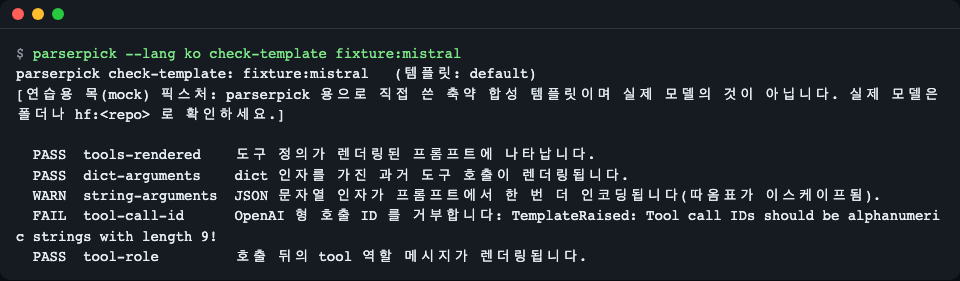 $ parserpick --lang ko check-template fixture:mistral
parserpick check-template: fixture:mistral   (템플릿: default)
[연습용 목(mock) 픽스처: parserpick 용으로 직접 쓴 축약 합성 템플릿이며 실제 모델의 것이 아닙니다. 실제 모델은
폴더나 hf:<repo> 로 확인하세요.]
PASS  tools-rendered    도구 정의가 렌더링된 프롬프트에 나타납니다.
PASS  dict-arguments    dict 인자를 가진 과거 도구 호출이 렌더링됩니다.
WARN  string-arguments  JSON 문자열 인자가 프롬프트에서 한 번 더 인코딩됩니다(따옴표가 이스케이프됨).
FAIL  tool-call-id      OpenAI 형 호출 ID 를 거부합니다: TemplateRaised: Tool call IDs should be alphanumeri
c strings with length 9!
PASS  tool-role         호출 뒤의 tool 역할 메시지가 렌더링됩니다.